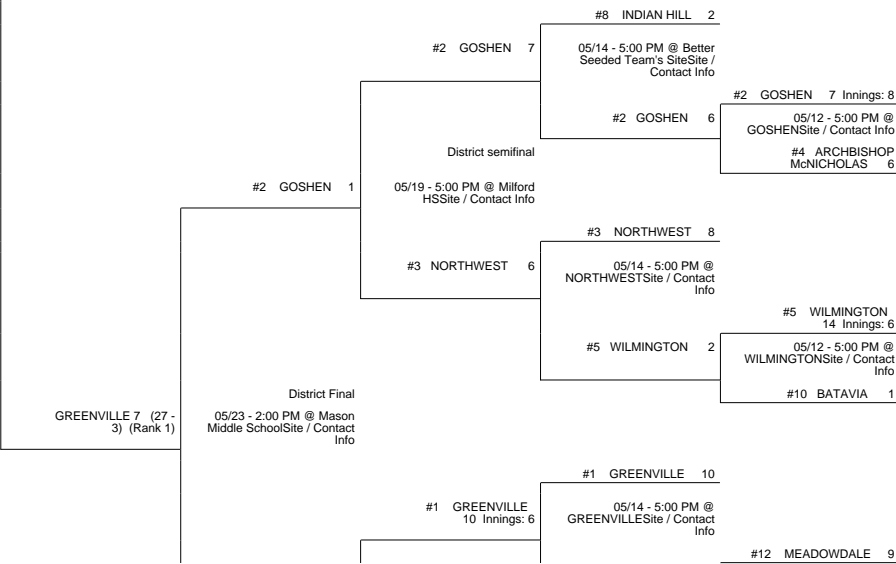 #8 INDIAN HILL 2
#2 GOSHEN 7
05/14 - 5:00 PM @ Better
Seeded Team's SiteSite /
Contact Info
#2 GOSHEN 7 Innings: 8
#2 GOSHEN 6
05/12 - 5:00 PM @
GOSHENSite / Contact Info
#4 ARCHBISHOP
McNICHOLAS 6
District semifinal
#2 GOSHEN 1
05/19 - 5:00 PM @ Milford
HSSite / Contact Info
#3 NORTHWEST 8
#3 NORTHWEST 6
05/14 - 5:00 PM @
NORTHWESTSite / Contact
Info
#5 WILMINGTON
14 Innings: 6
#5 WILMINGTON 2
05/12 - 5:00 PM @
WILMINGTONSite / Contact
Info
District Final
#10 BATAVIA 1
GREENVILLE 7 (27 -
3) (Rank 1)
05/23 - 2:00 PM @ Mason
Middle SchoolSite / Contact
Info
#1 GREENVILLE 10
#1 GREENVILLE
10 Innings: 6
05/14 - 5:00 PM @
GREENVILLESite / Contact
Info
#12 MEADOWDALE 9